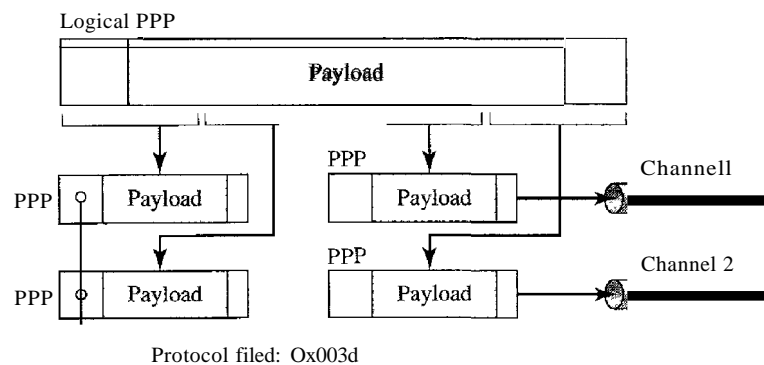 Logical PPP
Payload
PPP
Channell
PPP
Payload
Payload
PPP
Channel 2
PPP
Payload
Payload
Protocol filed: Ox003d